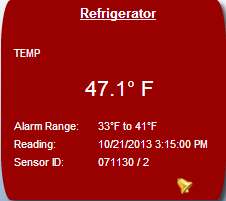 Refrigerator
TEMP
47.1° F
Alarm Range: 33°F to 41°F
Reading: 10/21/2013 3:15:00 PM
Sensor ID: 071130 / 2